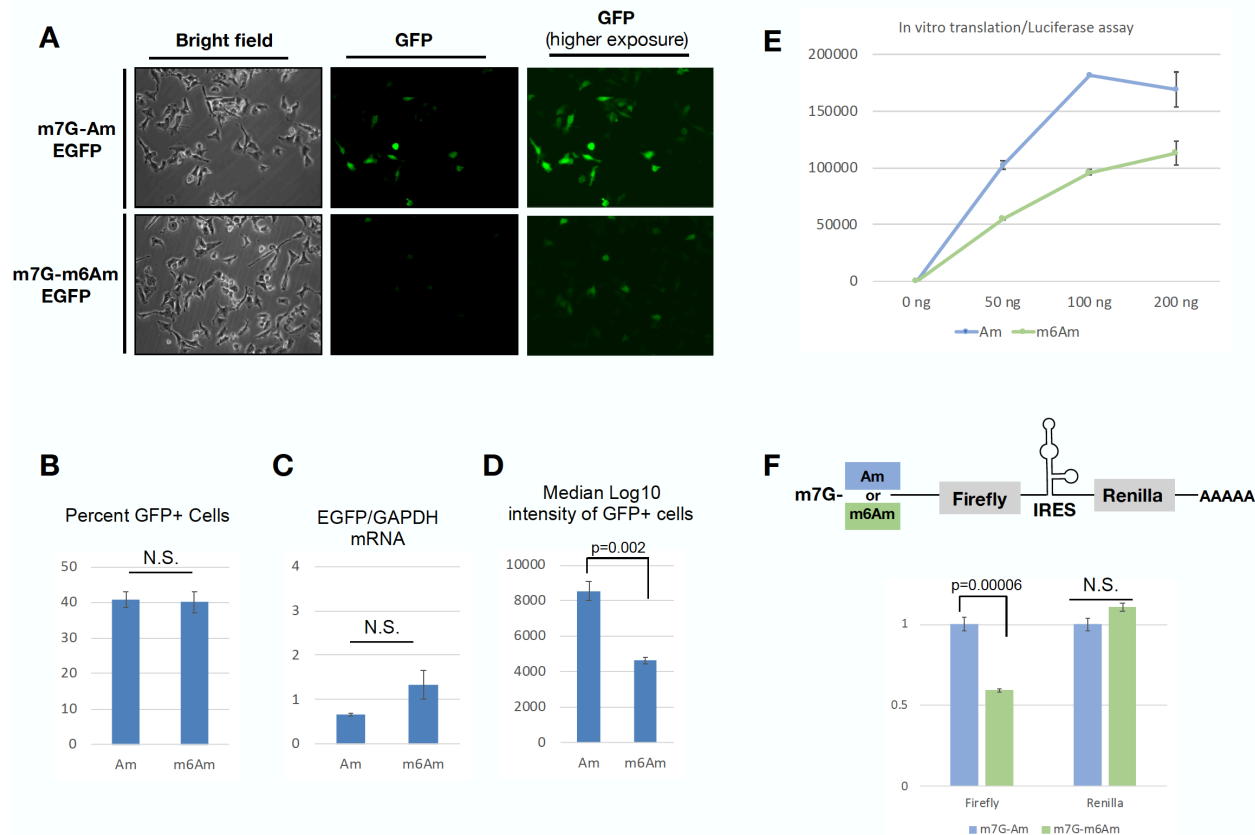 A
Bright field
GFP
GFP
(higher exposure)
m7G-Am
EGFP
m7G-m6Am
EGFP
B
Percent GFP+ Cells
N.S.
50
40
30
20
10
0
Am
m6Am
C
EGFP/GAPDH
mRNA
N.S.
4
3
2
1
0
Am
m6Am
D
Median Log10
intensity of GFP+ cells
p=0.002
10000
8000
6000
4000
2000
0
Am
m6Am
E
In vitro translation/Luciferase assay
200000
150000
100000
50000
0
0 ng
50 ng
100 ng
200 ng
Am
m6Am
F
m7G-
Am
or
m6Am
Firefly
IRES
Renilla
AAAAA
p=0.00006
N.S.
1
0.5
0
Firefly
Renilla
m7G-Am
m7G-m6Am